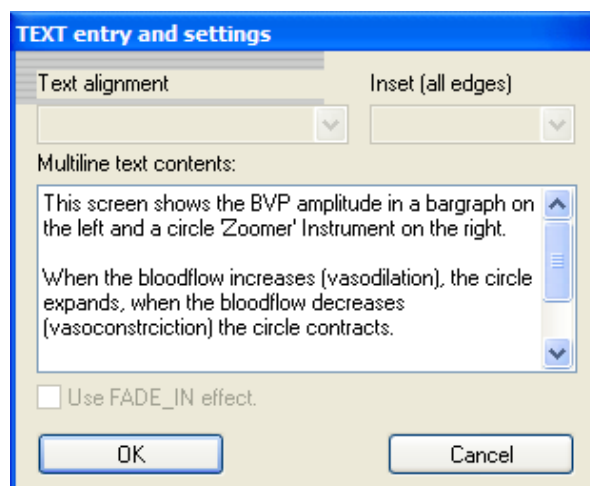 TEXT entry and settings
Text alignment
Inset (all edges)
Multiline text contents:
This screen shows the BVP amplitude in a bargraph on
the left and a circle 'Zoomer' Instrument on the right.
When the bloodflow increases (vasodilation), the circle
expands, when the bloodflow decreases
(vasoconstrciction) the circle contracts.
Use FADE_IN effect.
OK
Cancel